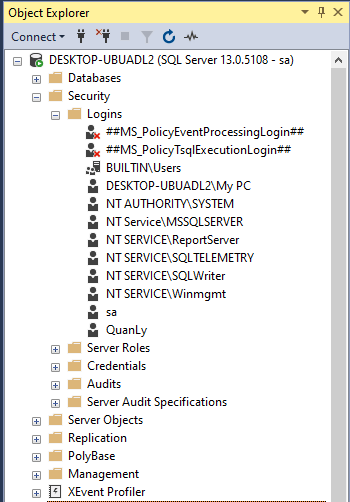 Object Explorer
Connect
DESKTOP-UBUADL2 (SQL Server 13.0.5108 - sa)
Databases
Security
Logins
##MS_PolicyEventProcessingLogin##
##MS_PolicyTsqlExecutionLogin##
BUILTIN\Users
DESKTOP-UBUADL2\My PC
NT AUTHORITY\SYSTEM
NT Service\MSSQLSERVER
NT SERVICE\ReportServer
NT SERVICE\SQLTELEMETRY
NT SERVICE\SQLWriter
NT SERVICE\Winmgmt
sa
QuanLy
Server Roles
Credentials
Audits
Server Audit Specifications
Server Objects
Replication
PolyBase
Management
XEvent Profiler